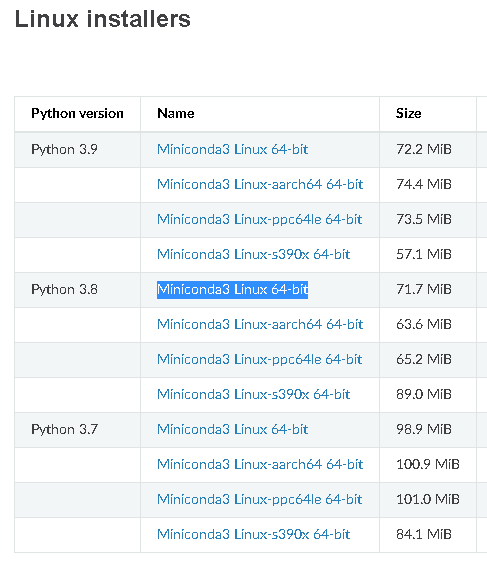 Linux installers
Python version Name Size
Python 3.9 Miniconda3 Linux 64-bit 72.2 MiB
Miniconda3 Linux-aarch64 64-bit 74.4 MiB
Miniconda3 Linux-ppc64le 64-bit 73.5 MiB
Miniconda3 Linux-s390x 64-bit 57.1 MiB
Python 3.8 Miniconda3 Linux 64-bit 71.7 MiB
Miniconda3 Linux-aarch64 64-bit 63.6 MiB
Miniconda3 Linux-ppc64le 64-bit 65.2 MiB
Miniconda3 Linux-s390x 64-bit 89.0 MiB
Python 3.7 Miniconda3 Linux 64-bit 98.9 MiB
Miniconda3 Linux-aarch64 64-bit 100.9 MiB
Miniconda3 Linux-ppc64le 64-bit 101.0 MiB
Miniconda3 Linux-s390x 64-bit 84.1 MiB